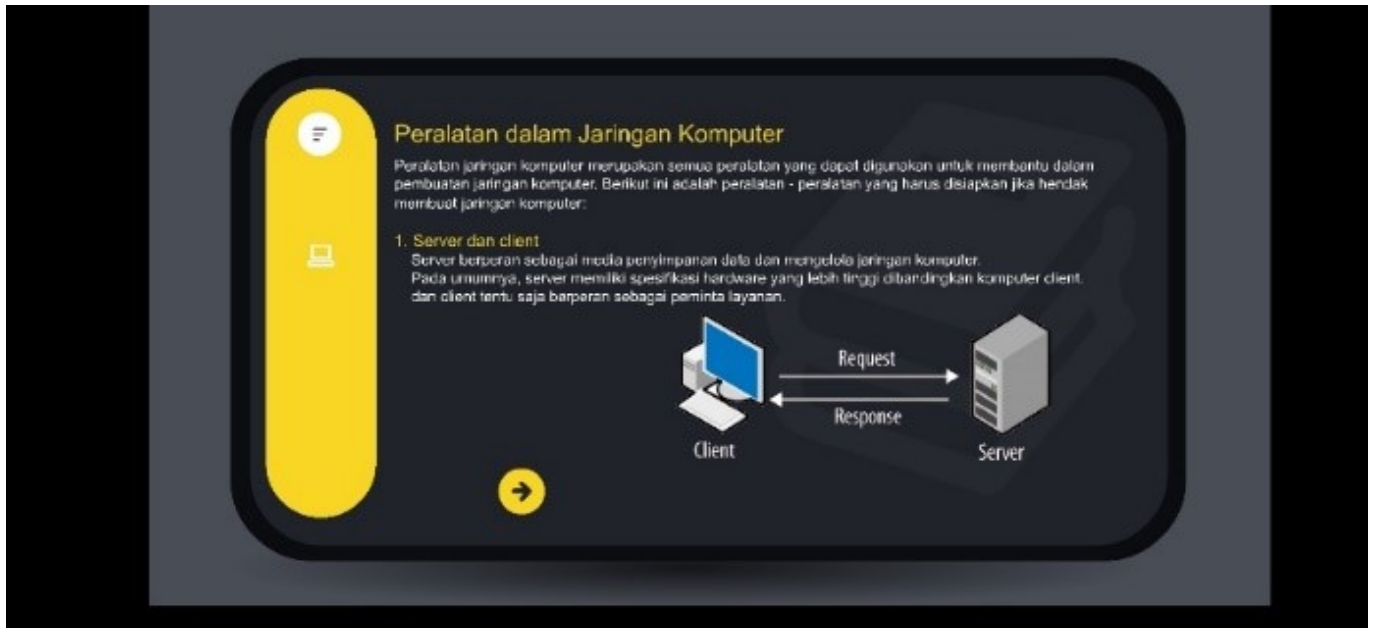 Peralatan dalam Jaringan Komputer
Peralatan jaringan komputer merupakan semua peralatan yang dapat digunakan untuk membantu dalam
pembuatan jaringan komputer. Berikut ini adalah peralatan - peralatan yang harus disiapkan jika hendak
membuat jaringan komputer:
1. Server dan client
Server berperan sebagai media penyimpanan data dan mengelola jaringan komputer.
Pada umumnya, server memiliki spesifikasi hardware yang lebih tinggi dibandingkan komputer client.
dan client tentu saja berperan sebagai peminta layanan.
Request
Response
Client
Server